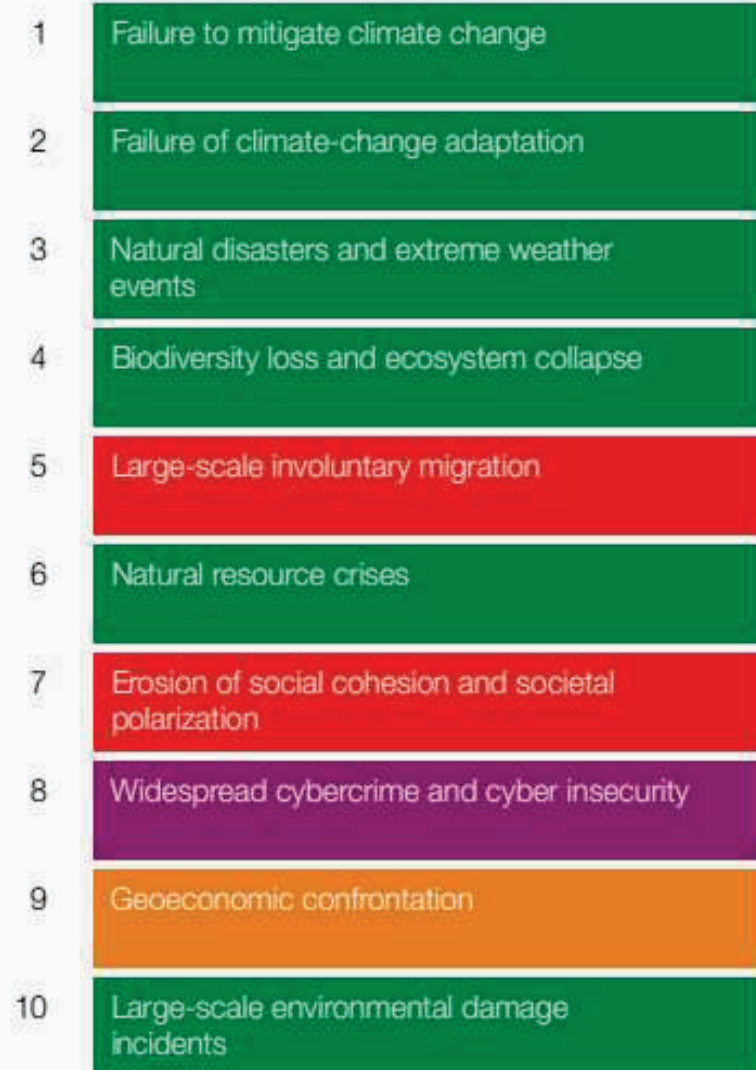 1 Failure to mitigate climate change
2 Failure of climate-change adaptation
3 Natural disasters and extreme weather
events
4 Biodiversity loss and ecosystem collapse
5 Large-scale involuntary migration
6 Natural resource crises
7 Erosion of social cohesion and societal
polarization
8 Widespread cybercrime and cyber insecurity
9 Geoeconomic confrontation
10 Large-scale environmental damage
incidents